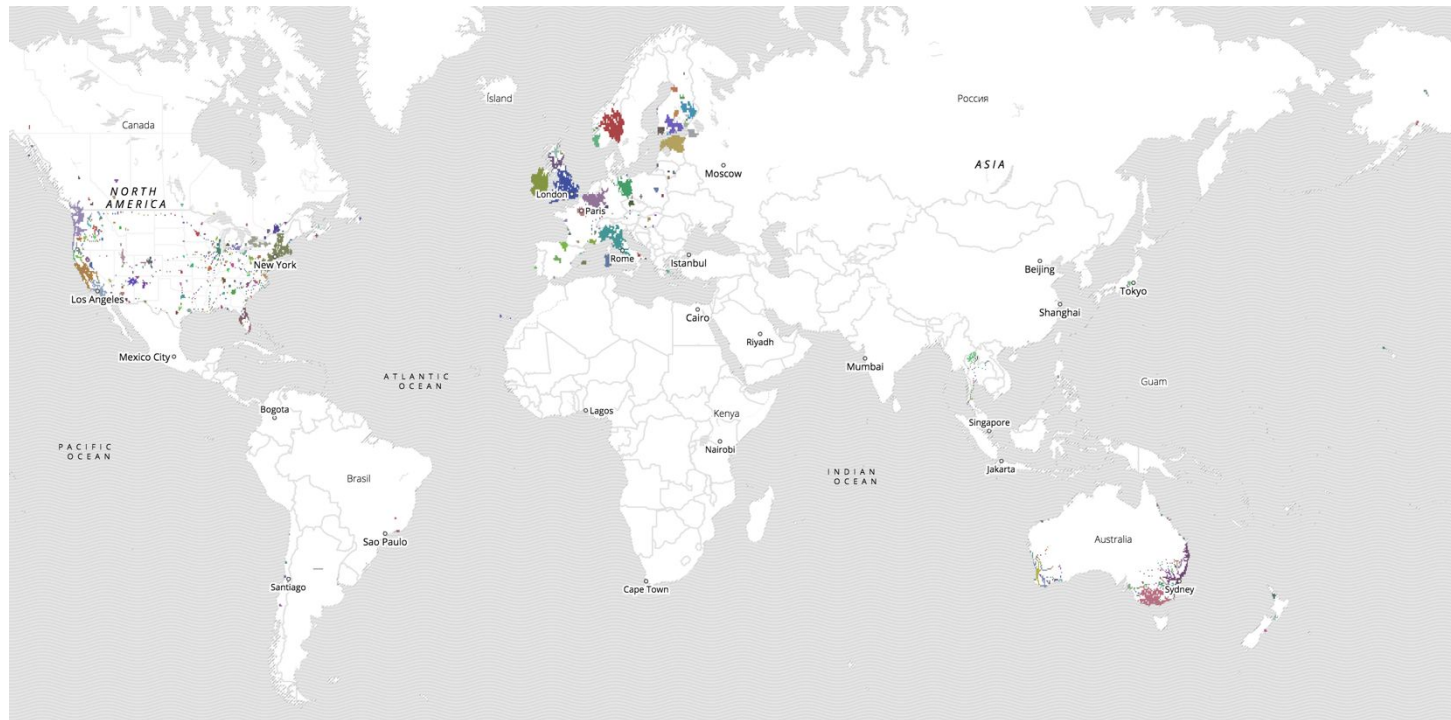 Ísland
Россия
Canada
ASIA
Moscow
NORTH
AMERICA
London
Paris
New York
Rome
Istanbul
Beijing
Los Angeles
Tokyo
Shanghai
Cairo
Riyadh
Mexico City
Mumbai
ATLANTIC
OCEAN
Guam
Bogota
Lagos
Kenya
Singapore
PACIFIC
OCEAN
Nairobi
Jakarta
Brasil
INDIAN
OCEAN
Sao Paulo
Australia
Santiago
Cape Town
Sydney